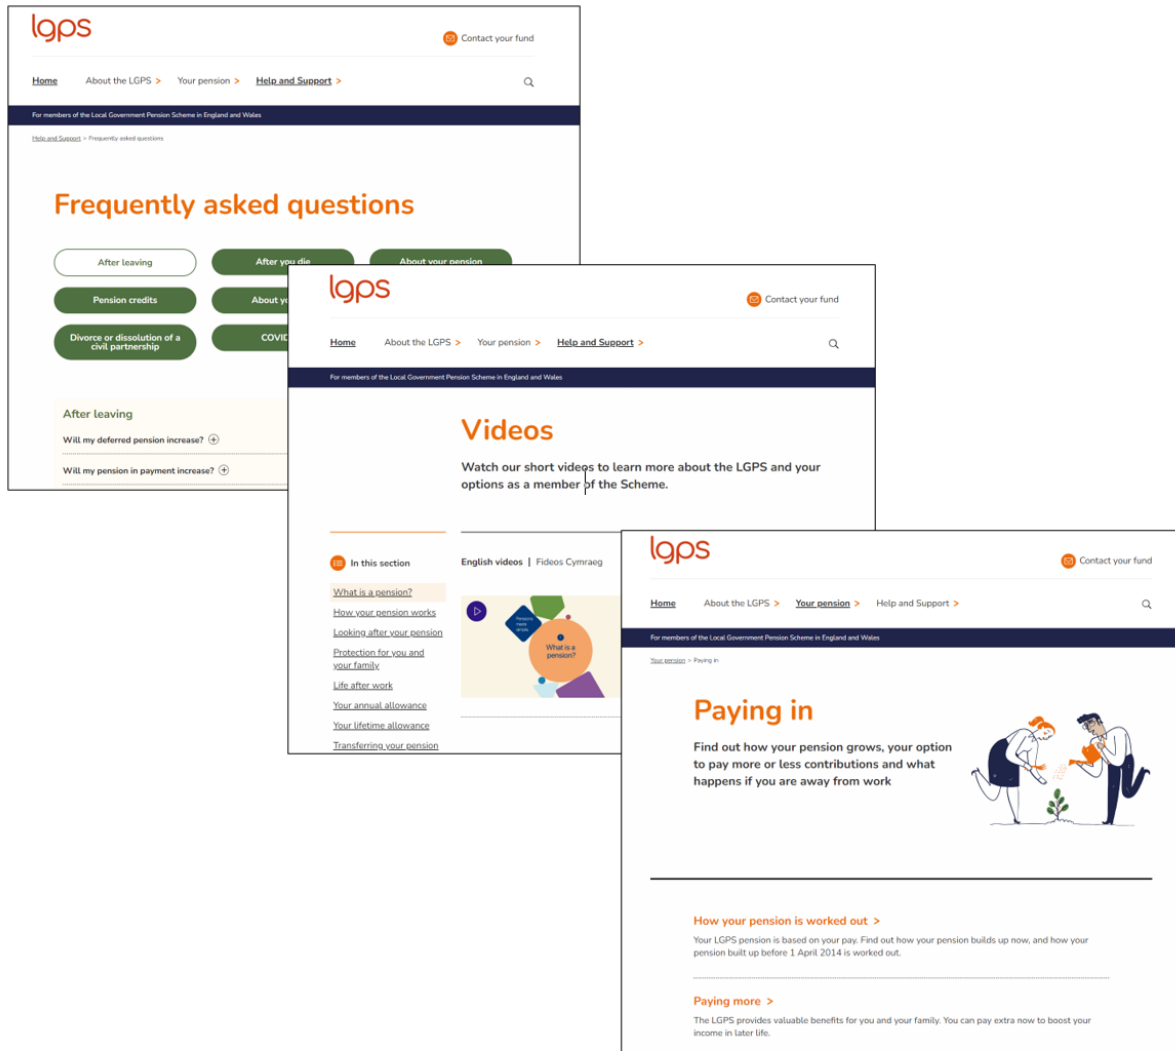 lgps
Contact your fund
Home About the LGPS > Your pension > Help and Support >
For members of the Local Government Pension Scheme in England and Wales
Help and Support > Frequently asked questions
Frequently asked questions
After leaving After you die About your pension
Pension credits About
Divorce or dissolution of a
civil partnership
After leaving
Will my deferred pension increase?
Will my pension in payment increase?
lgps
Contact your fund
Home About the LGPS > Your pension > Help and Support >
For members of the Local Government Pension Scheme in England and Wales
Videos
Watch our short videos to learn more about the LGPS and your
options as a member of the Scheme.
In this section
English videos | Fideos Cymraeg
What is a pension?
How your pension works
Looking after your pension
Protection for you and
your family
Life after work
Your annual allowance
Your lifetime allowance
Transferring your pension
Pensions
made
simple
What is a
pension?
lgps
Contact your fund
Home About the LGPS > Your pension > Help and Support >
For members of the Local Government Pension Scheme in England and Wales
Your pension > Paying in
Paying in
Find out how your pension grows, your option
to pay more or less contributions and what
happens if you are away from work
How your pension is worked out >
Your LGPS pension is based on your pay. Find out how your pension builds up now, and how your
pension built up before 1 April 2014 is worked out.
Paying more >
The LGPS provides valuable benefits for you and your family. You can pay extra now to boost your
income in later life.